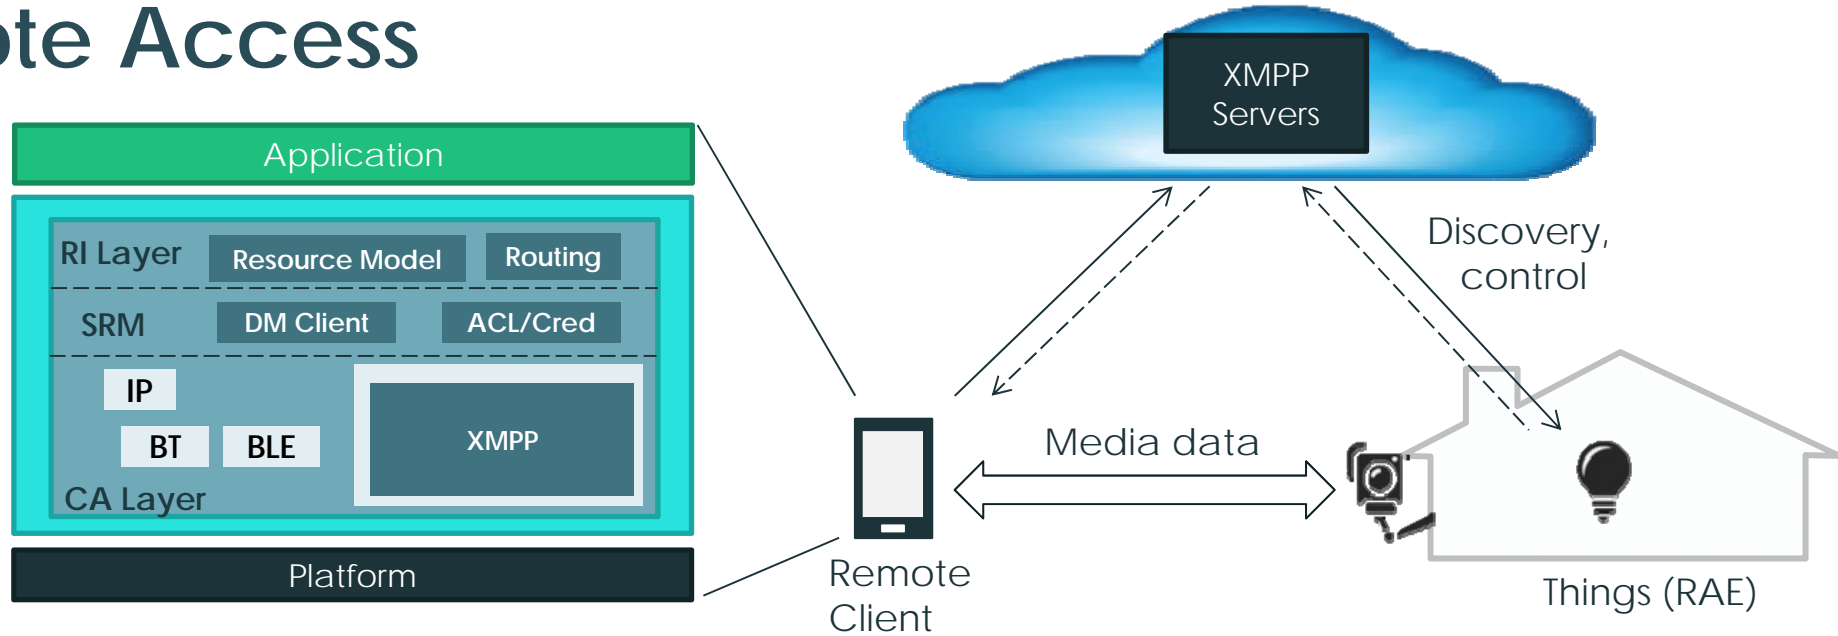 ote Access
Application
RI Layer
Resource Model
Routing
SRM
DM Client
ACL/Cred
IP
BT
BLE
XMPP
CA Layer
Platform
XMPP
Servers
Discovery,
control
Media data
Remote
Client
Things (RAE)